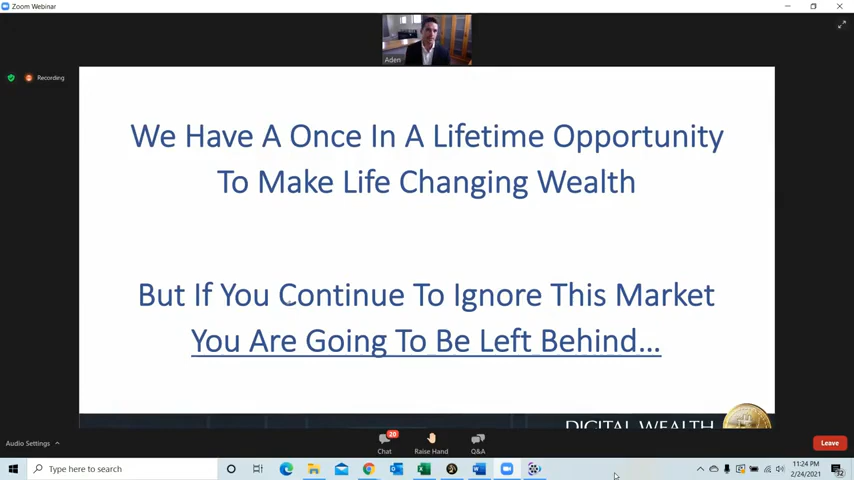 Zoom Webinar
Aden
Recording
We Have A Once In A Lifetime Opportunity
To Make Life Changing Wealth
But If You Continue To Ignore This Market
You Are Going To Be Left Behind...
DIGITAL WEALTH
Audio Settings
20
Chat
Raise Hand
Q&A
Leave
Type here to search
11:24 PM
2/24/2021
32